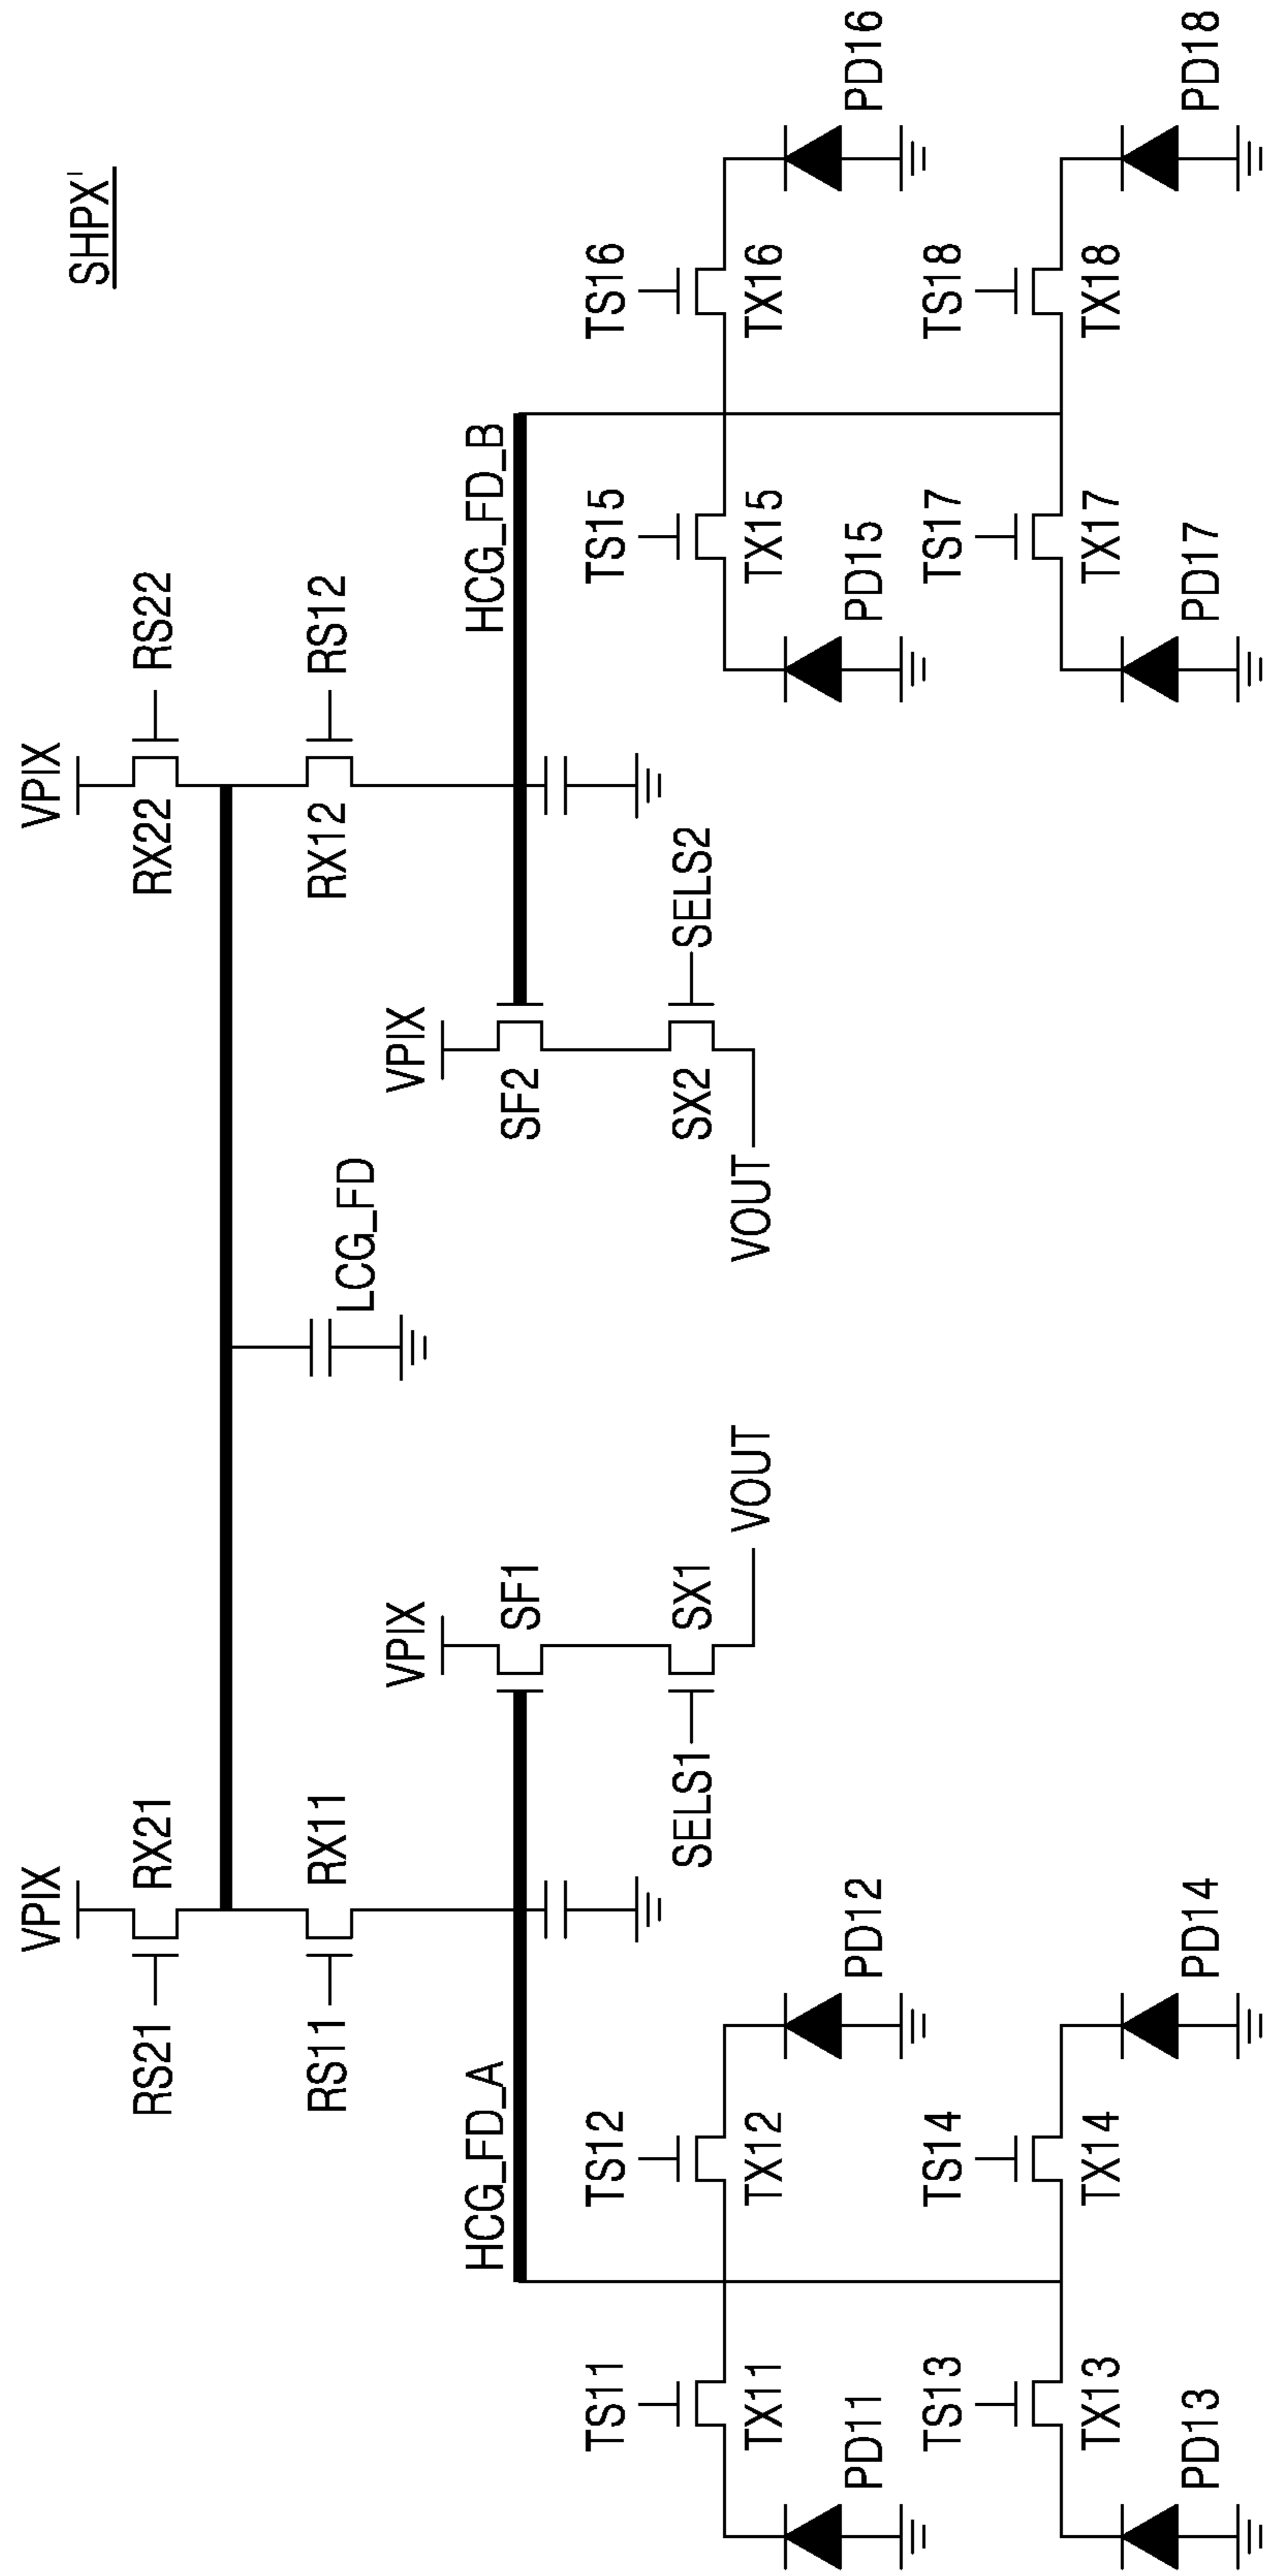 SHPX'
VPIX
VPIX
RS21
RX21
RX22
RS22
RS11
RX11
RX12
RS12
LCG_FD
VPIX
VPIX
HCG_FD_A
SF1
SF2
HCG_FD_B
TS11
TS12
TS15
TS16
SELS1
SX1
SX2
SELS2
TX11
TX12
VOUT
VOUT
TX15
TX16
PD11
PD12
PD15
PD16
TS13
TS14
TS17
TS18
TX13
TX14
TX17
TX18
PD13
PD14
PD17
PD18